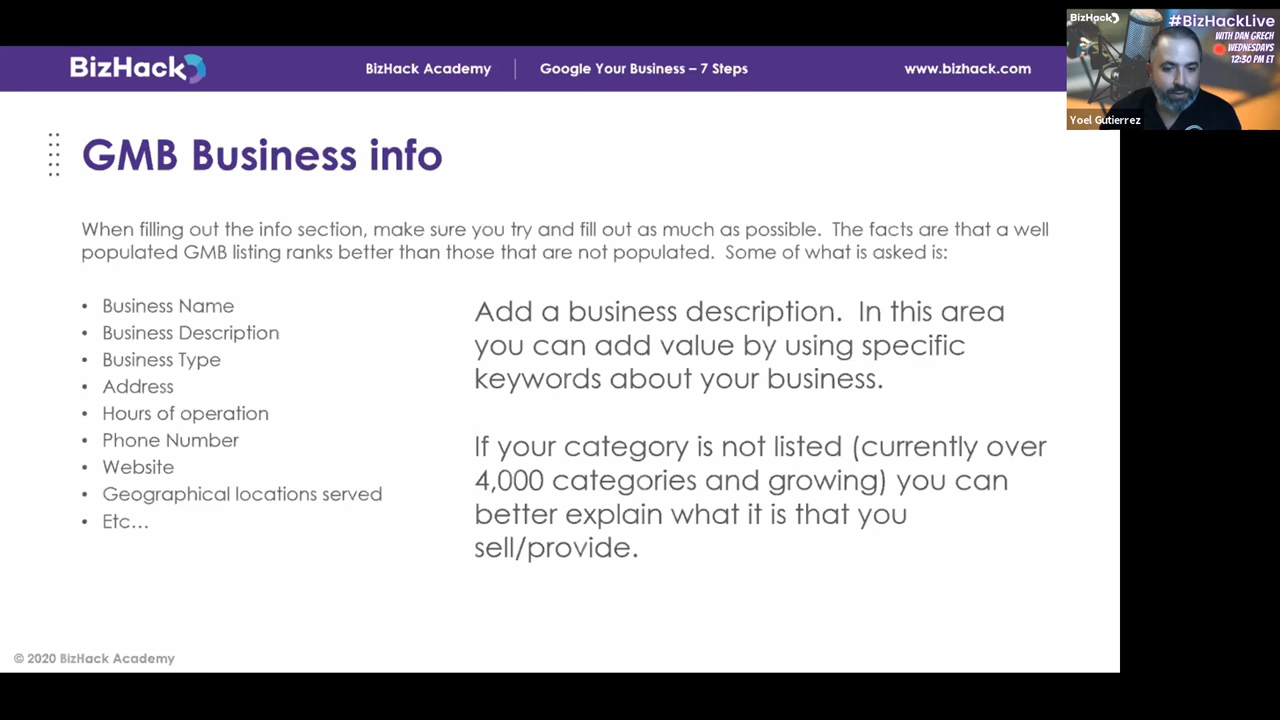 BizHack
BizHack Academy
Google Your Business – 7 Steps
www.bizhack.com
BizHack
#BizHackLive
WITH DAN GRECH
WEDNESDAYS
12:30 PM ET
Yoel Gutierrez
GMB Business info
When filling out the info section, make sure you try and fill out as much as possible.  The facts are that a well
populated GMB listing ranks better than those that are not populated.  Some of what is asked is:
• Business Name
• Business Description
• Business Type
• Address
• Hours of operation
• Phone Number
• Website
• Geographical locations served
• Etc…
Add a business description.  In this area
you can add value by using specific
keywords about your business.
If your category is not listed (currently over
4,000 categories and growing) you can
better explain what it is that you
sell/provide.
© 2020 BizHack Academy